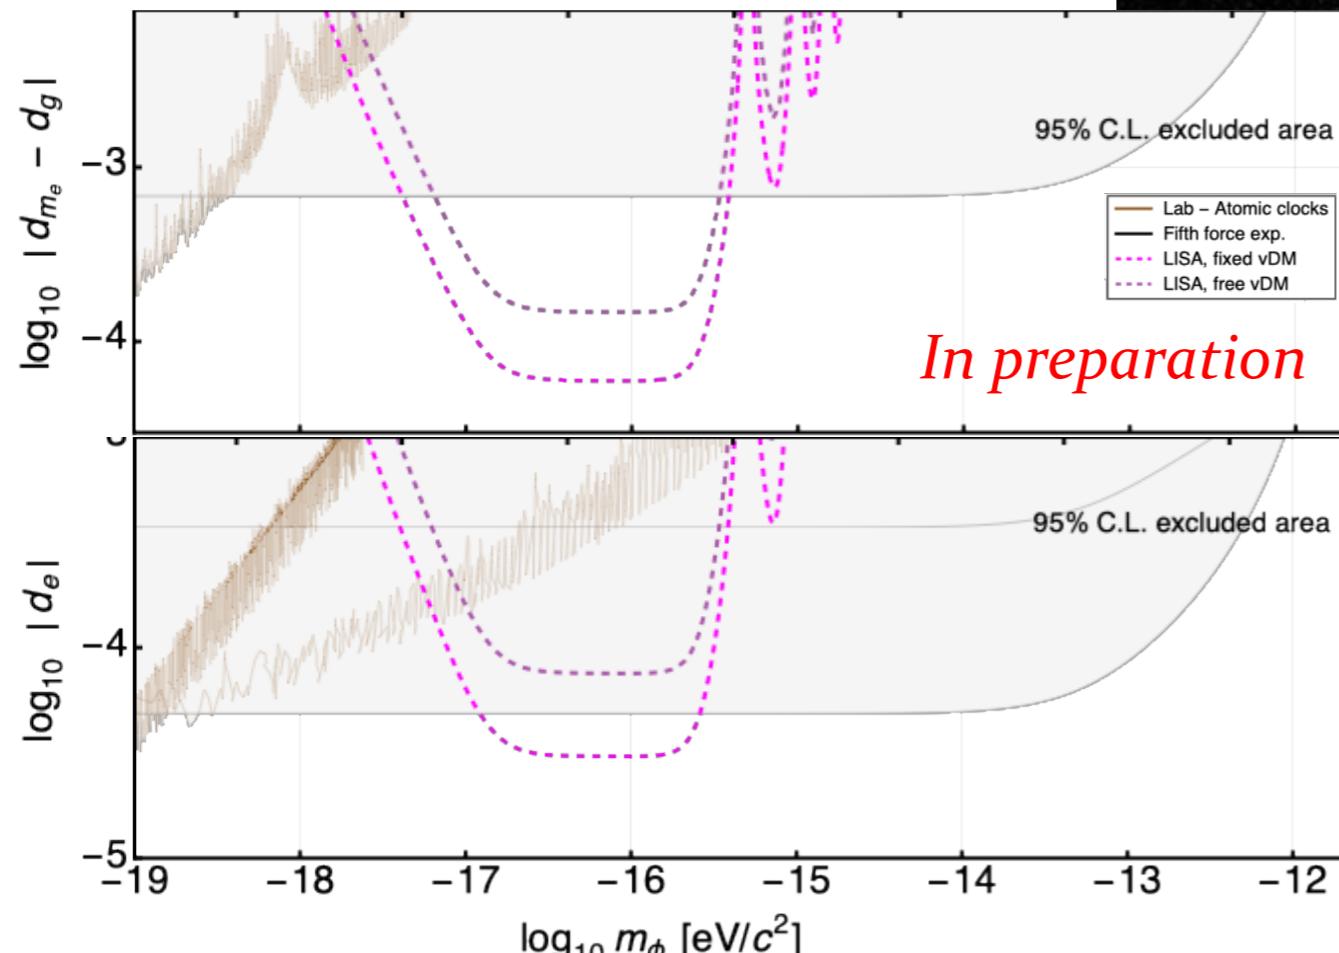 log₁₀ | dₘₑ − d_g |
−3
−4
95% C.L. excluded area
Lab − Atomic clocks
Fifth force exp.
LISA, fixed vDM
LISA, free vDM
In preparation
log₁₀ | dₑ |
−4
−5
95% C.L. excluded area
−19 −18 −17 −16 −15 −14 −13 −12
log₁₀ m_ϕ [eV/c²]